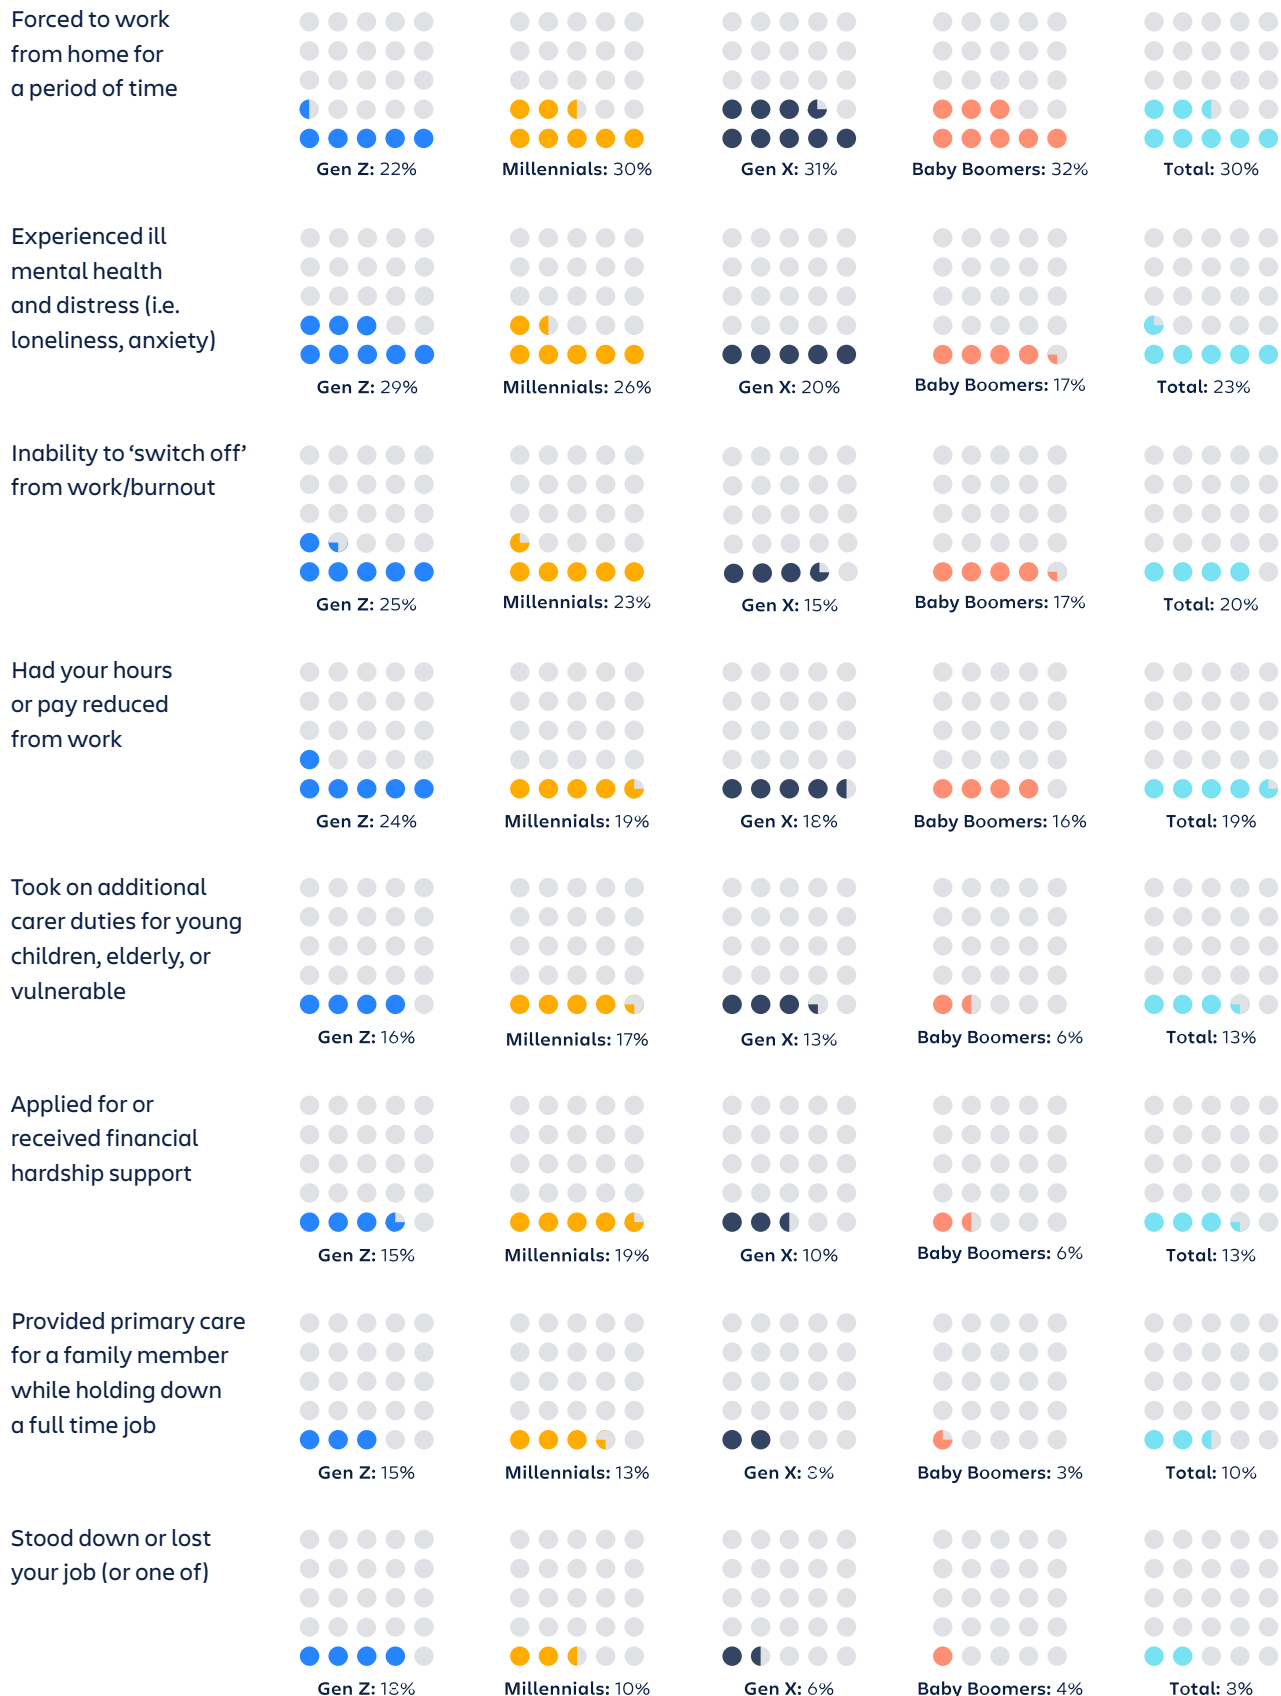 Forced to work
from home for
a period of time
Gen Z: 22%
Millennials: 30%
Gen X: 31%
Baby Boomers: 32%
Total: 30%
Experienced ill
mental health
and distress (i.e.
loneliness, anxiety)
Gen Z: 29%
Millennials: 26%
Gen X: 20%
Baby Boomers: 17%
Total: 23%
Inability to ‘switch off’
from work/burnout
Gen Z: 25%
Millennials: 23%
Gen X: 15%
Baby Boomers: 17%
Total: 20%
Had your hours
or pay reduced
from work
Gen Z: 24%
Millennials: 19%
Gen X: 18%
Baby Boomers: 16%
Total: 19%
Took on additional
carer duties for young
children, elderly, or
vulnerable
Gen Z: 16%
Millennials: 17%
Gen X: 13%
Baby Boomers: 6%
Total: 13%
Applied for or
received financial
hardship support
Gen Z: 15%
Millennials: 19%
Gen X: 10%
Baby Boomers: 6%
Total: 13%
Provided primary care
for a family member
while holding down
a full time job
Gen Z: 15%
Millennials: 13%
Gen X: 8%
Baby Boomers: 3%
Total: 10%
Stood down or lost
your job (or one of)
Gen Z: 18%
Millennials: 10%
Gen X: 6%
Baby Boomers: 4%
Total: 8%